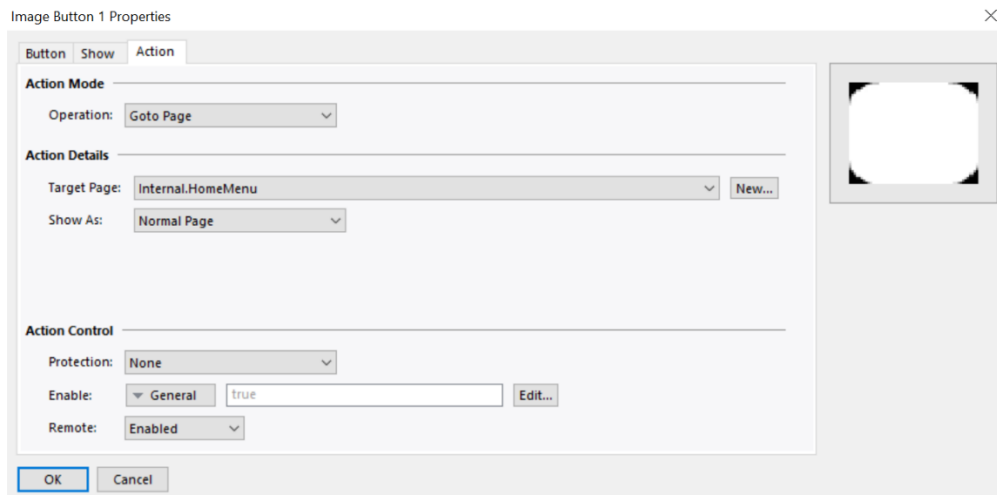 Image Button 1 Properties
Button Show Action
Action Mode
Operation: Goto Page
Action Details
Target Page: Internal.HomeMenu New...
Show As: Normal Page
Action Control
Protection: None
Enable: General true Edit...
Remote: Enabled
OK Cancel